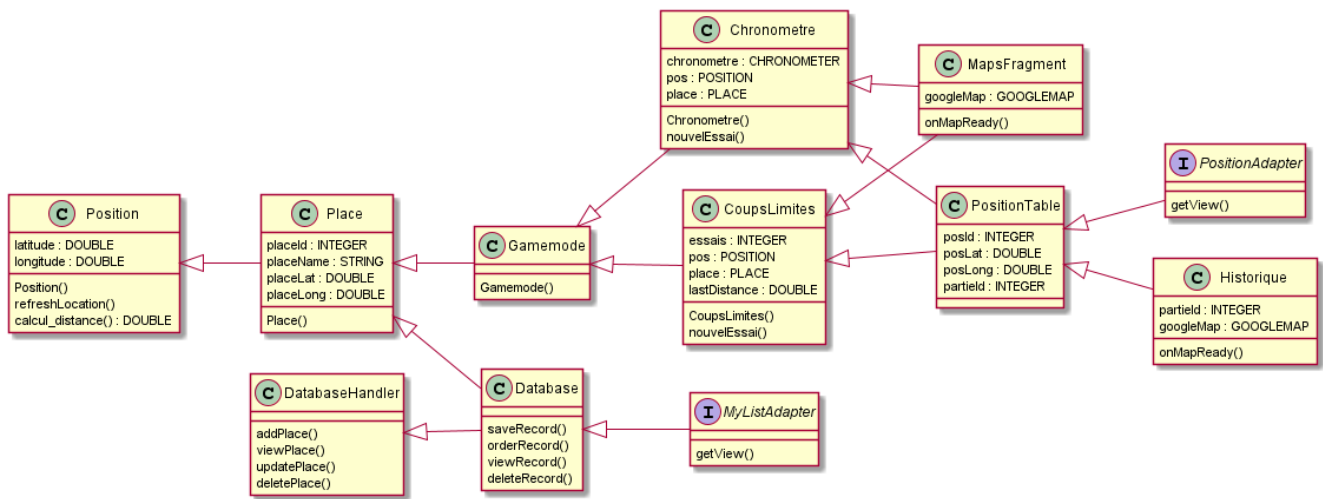 C Chronometre
chronometre : CHRONOMETER
pos : POSITION
place : PLACE
Chronometre()
nouvelEssai()
C MapsFragment
googleMap : GOOGLEMAP
onMapReady()
I PositionAdapter
getView()
C Position
latitude : DOUBLE
longitude : DOUBLE
Position()
refreshLocation()
calcul_distance() : DOUBLE
C Place
placeId : INTEGER
placeName : STRING
placeLat : DOUBLE
placeLong : DOUBLE
Place()
C Gamemode
Gamemode()
C CoupsLimites
essais : INTEGER
pos : POSITION
place : PLACE
lastDistance : DOUBLE
CoupsLimites()
nouvelEssai()
C PositionTable
posId : INTEGER
posLat : DOUBLE
posLong : DOUBLE
partieId : INTEGER
C Historique
partieId : INTEGER
googleMap : GOOGLEMAP
onMapReady()
C DatabaseHandler
addPlace()
viewPlace()
updatePlace()
deletePlace()
C Database
saveRecord()
orderRecord()
viewRecord()
deleteRecord()
I MyListAdapter
getView()